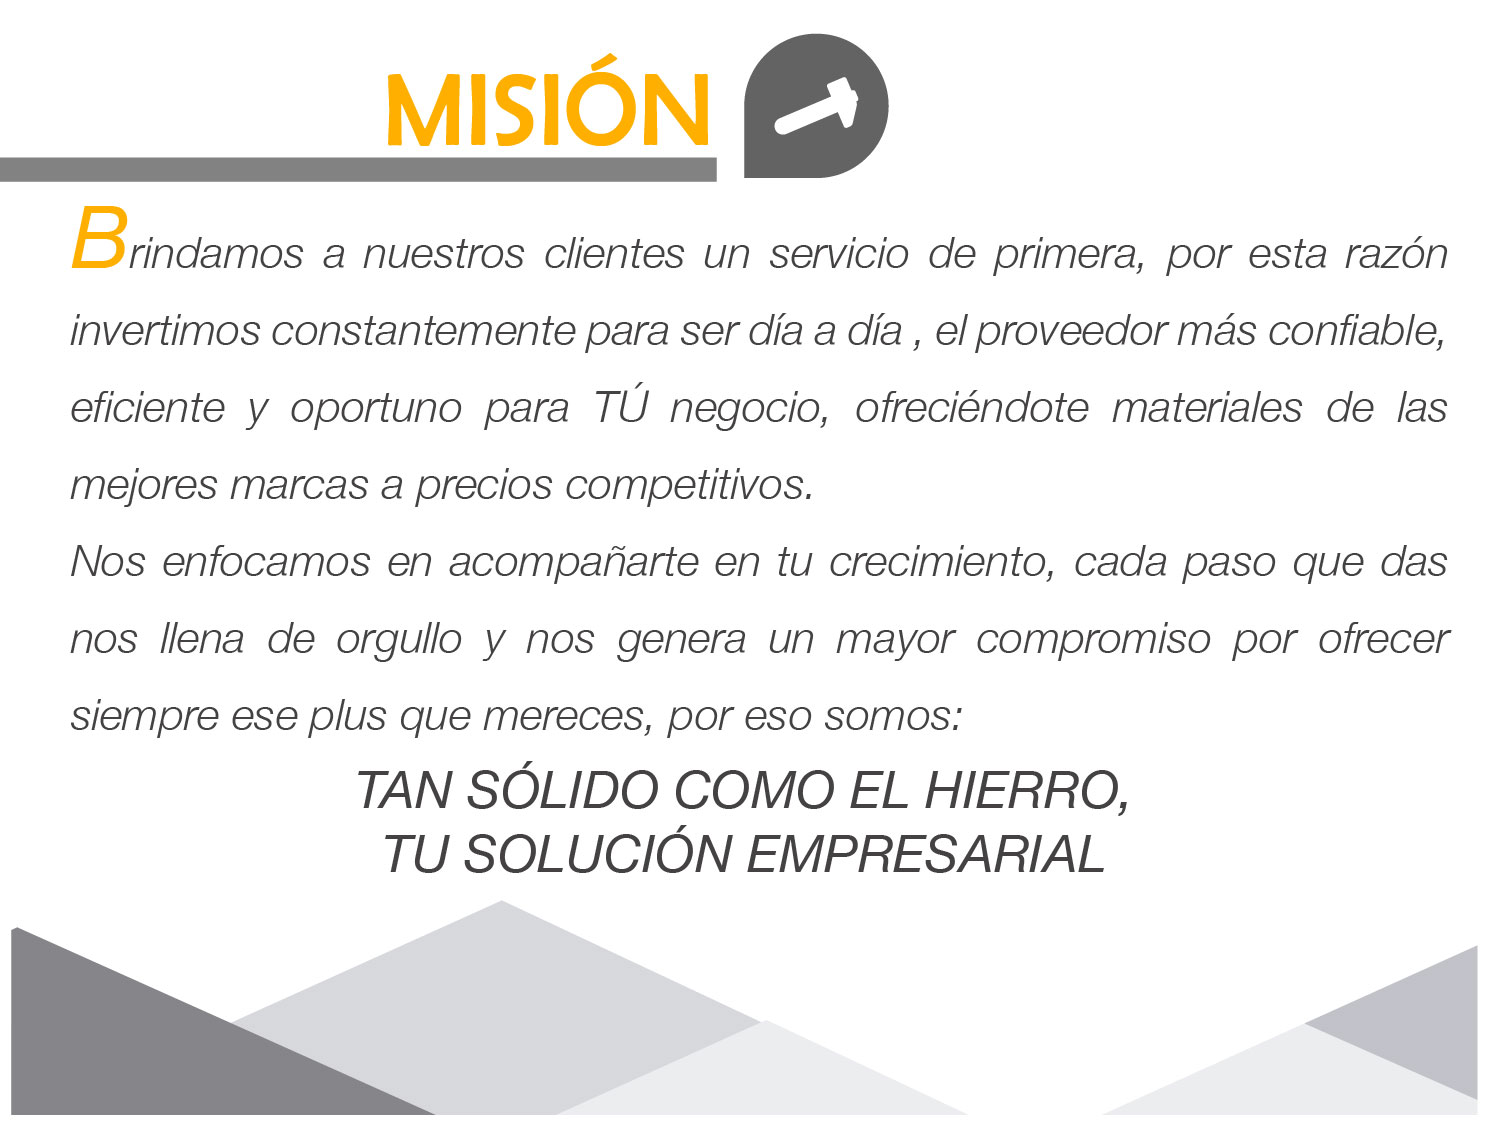 MISIÓN
Brindamos a nuestros clientes un servicio de primera, por esta razón
invertimos constantemente para ser día a día , el proveedor más confiable,
eficiente y oportuno para TÚ negocio, ofreciéndote materiales de las
mejores marcas a precios competitivos.
Nos enfocamos en acompañarte en tu crecimiento, cada paso que das
nos llena de orgullo y nos genera un mayor compromiso por ofrecer
siempre ese plus que mereces, por eso somos:
TAN SÓLIDO COMO EL HIERRO,
TU SOLUCIÓN EMPRESARIAL